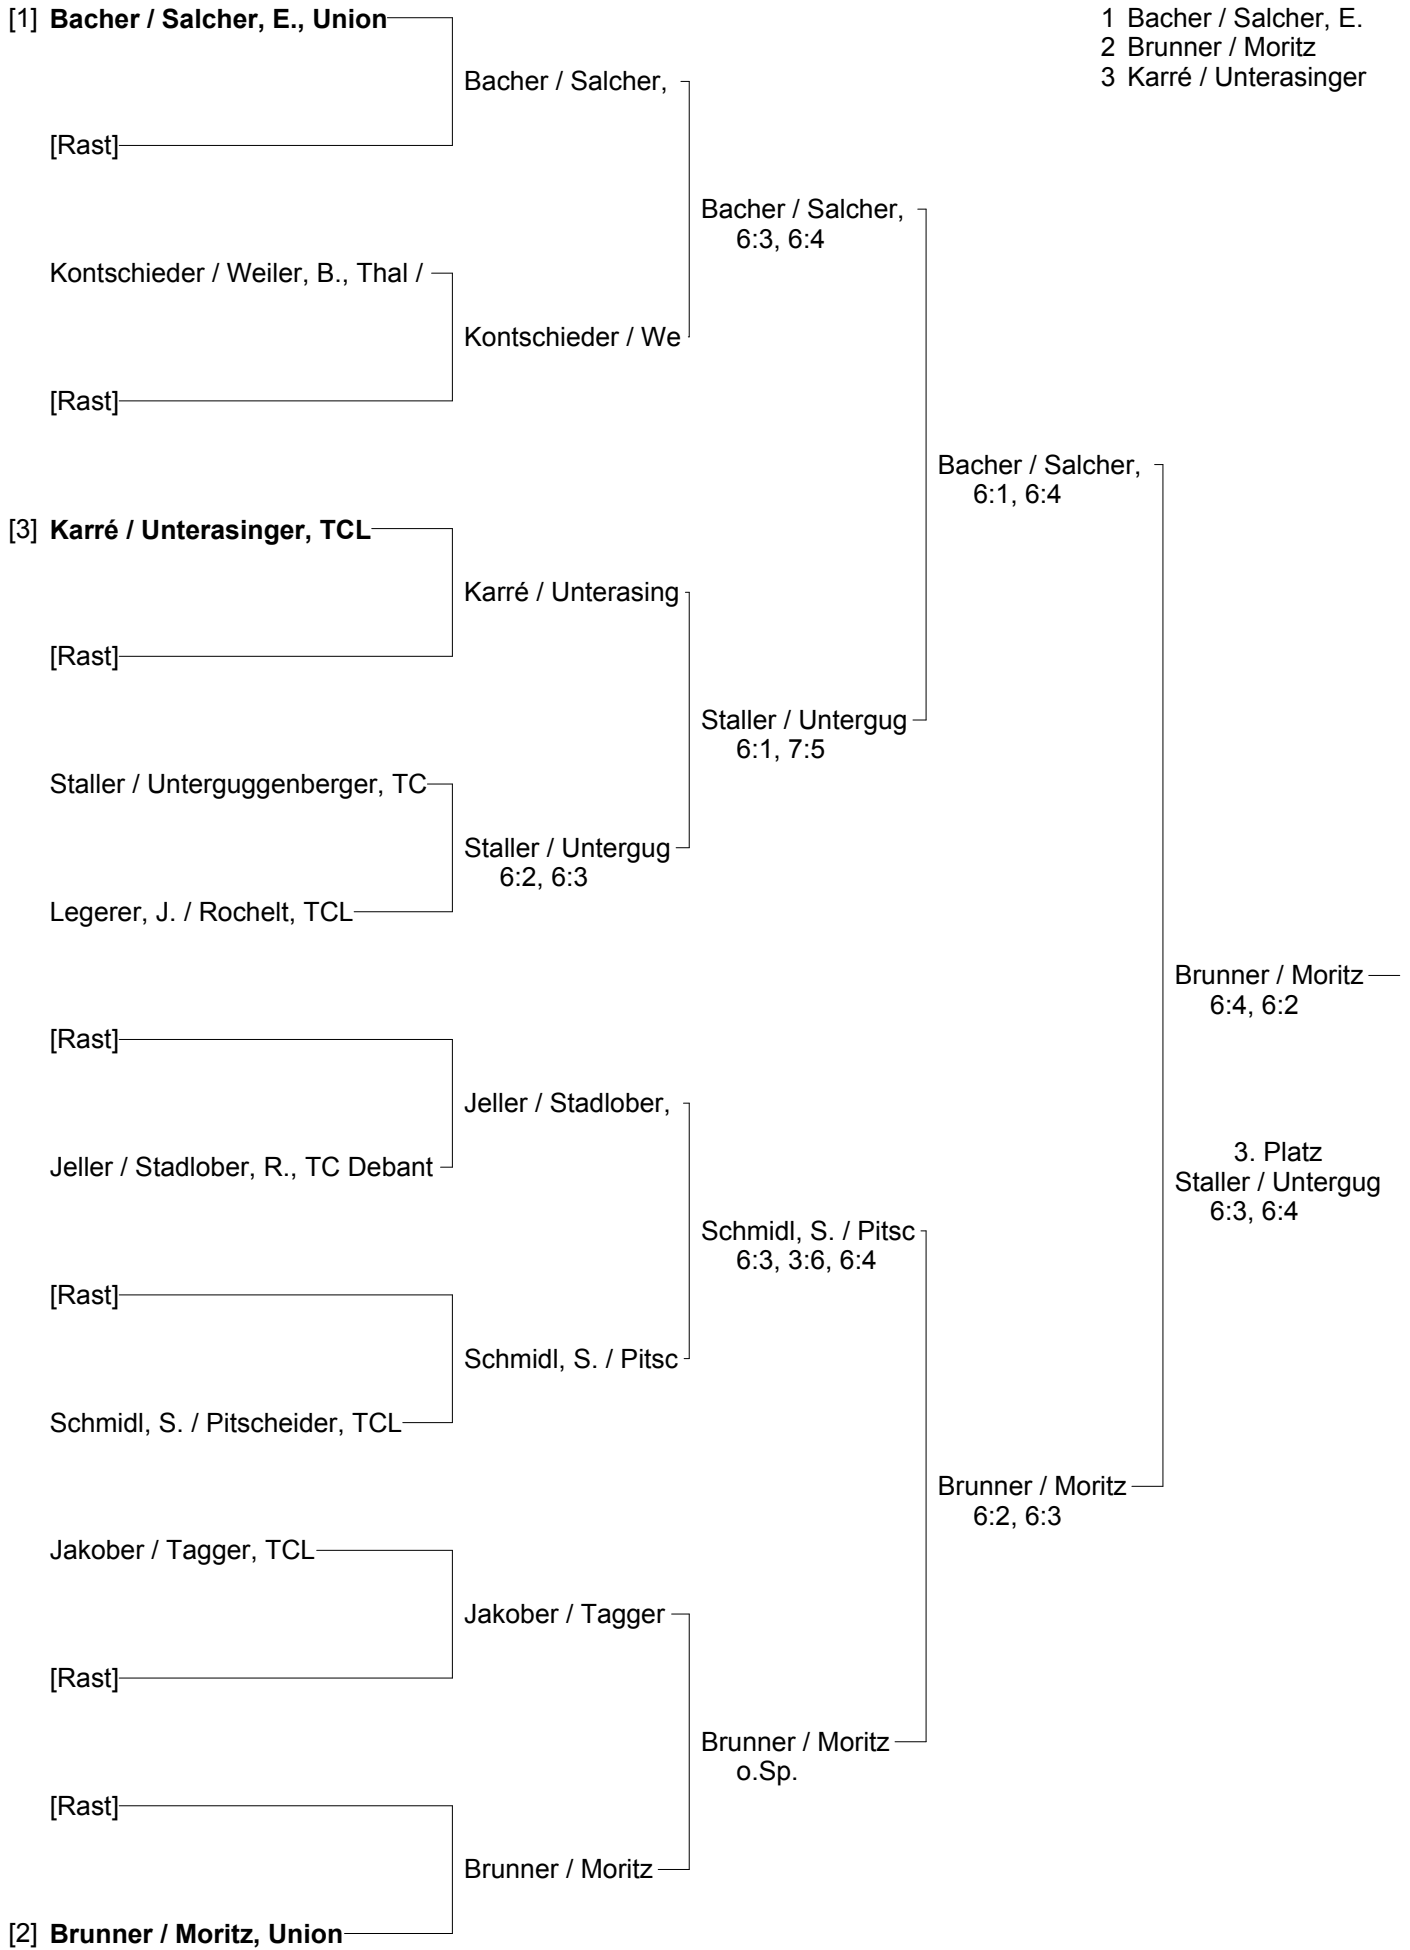 [1] Bacher / Salcher, E., Union
1 Bacher / Salcher, E.
2 Brunner / Moritz
3 Karré / Unterasinger
Bacher / Salcher,
[Rast]
Bacher / Salcher,
6:3, 6:4
Kontschieder / Weiler, B., Thal /
Kontschieder / We
[Rast]
Bacher / Salcher,
6:1, 6:4
[3] Karré / Unterasinger, TCL
Karré / Unterasing
[Rast]
Staller / Untergug
6:1, 7:5
Staller / Unterguggenberger, TC
Staller / Untergug
6:2, 6:3
Legerer, J. / Rochelt, TCL
Brunner / Moritz
6:4, 6:2
[Rast]
Jeller / Stadlober,
Jeller / Stadlober, R., TC Debant
3. Platz
Staller / Untergug
6:3, 6:4
Schmidl, S. / Pitsc
6:3, 3:6, 6:4
[Rast]
Schmidl, S. / Pitsc
Schmidl, S. / Pitscheider, TCL
Brunner / Moritz
6:2, 6:3
Jakober / Tagger, TCL
Jakober / Tagger
[Rast]
Brunner / Moritz
o.Sp.
[Rast]
Brunner / Moritz
[2] Brunner / Moritz, Union